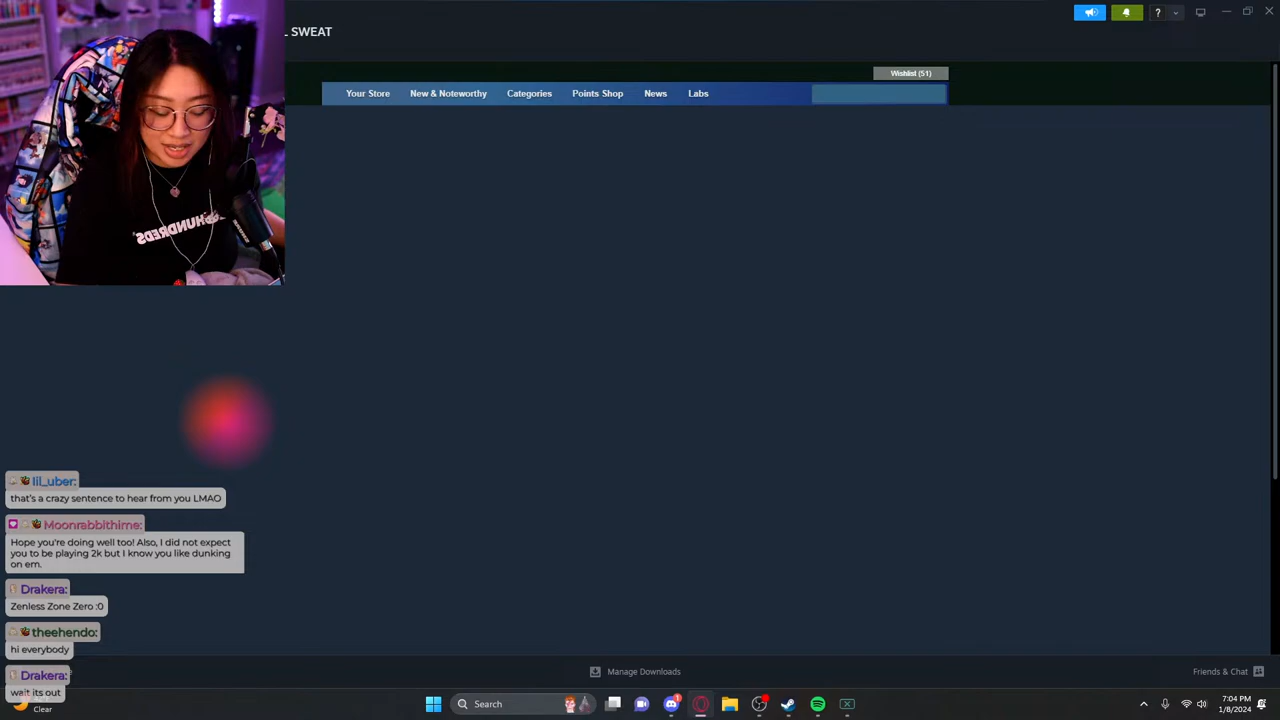 L SWEAT
?
Wishlist (51)
Your Store New & Noteworthy Categories Points Shop News Labs
HUNDREDS
lil_uber:
that's a crazy sentence to hear from you LMAO
Moonrabbithime:
Hope you're doing well too! Also, I did not expect
you to be playing 2k but I know you like dunking
on em.
Drakera:
Zenless Zone Zero :0
theehendo:
hi everybody
Drakera:
wait its out
Manage Downloads
Friends & Chat
Clear
Search
1
7:04 PM
1/8/2024